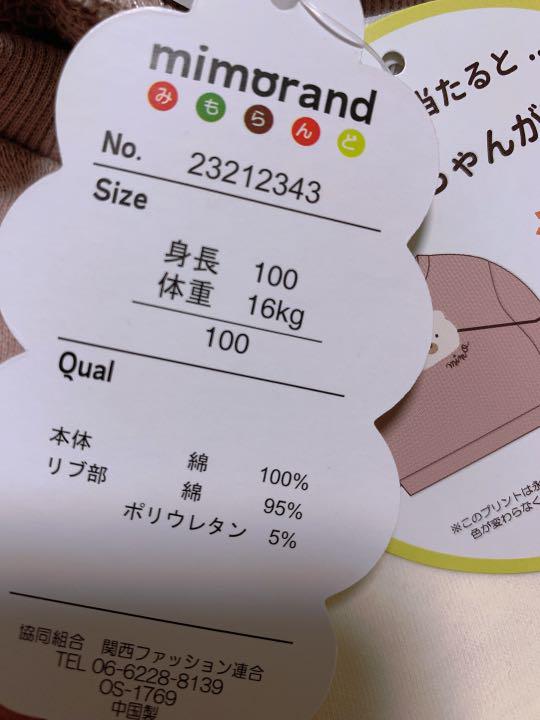 mimorand
みもらんど
No. 23212343
Size
身長 100
体重 16kg
100
Qual
本体 綿 100%
リブ部 綿 95%
ポリウレタン 5%
協同組合 関西ファッション連合
TEL 06-6228-8139
OS-1769
中国製
当たると…
ちゃんが
mimo
※このプリントは
色が変わらなく